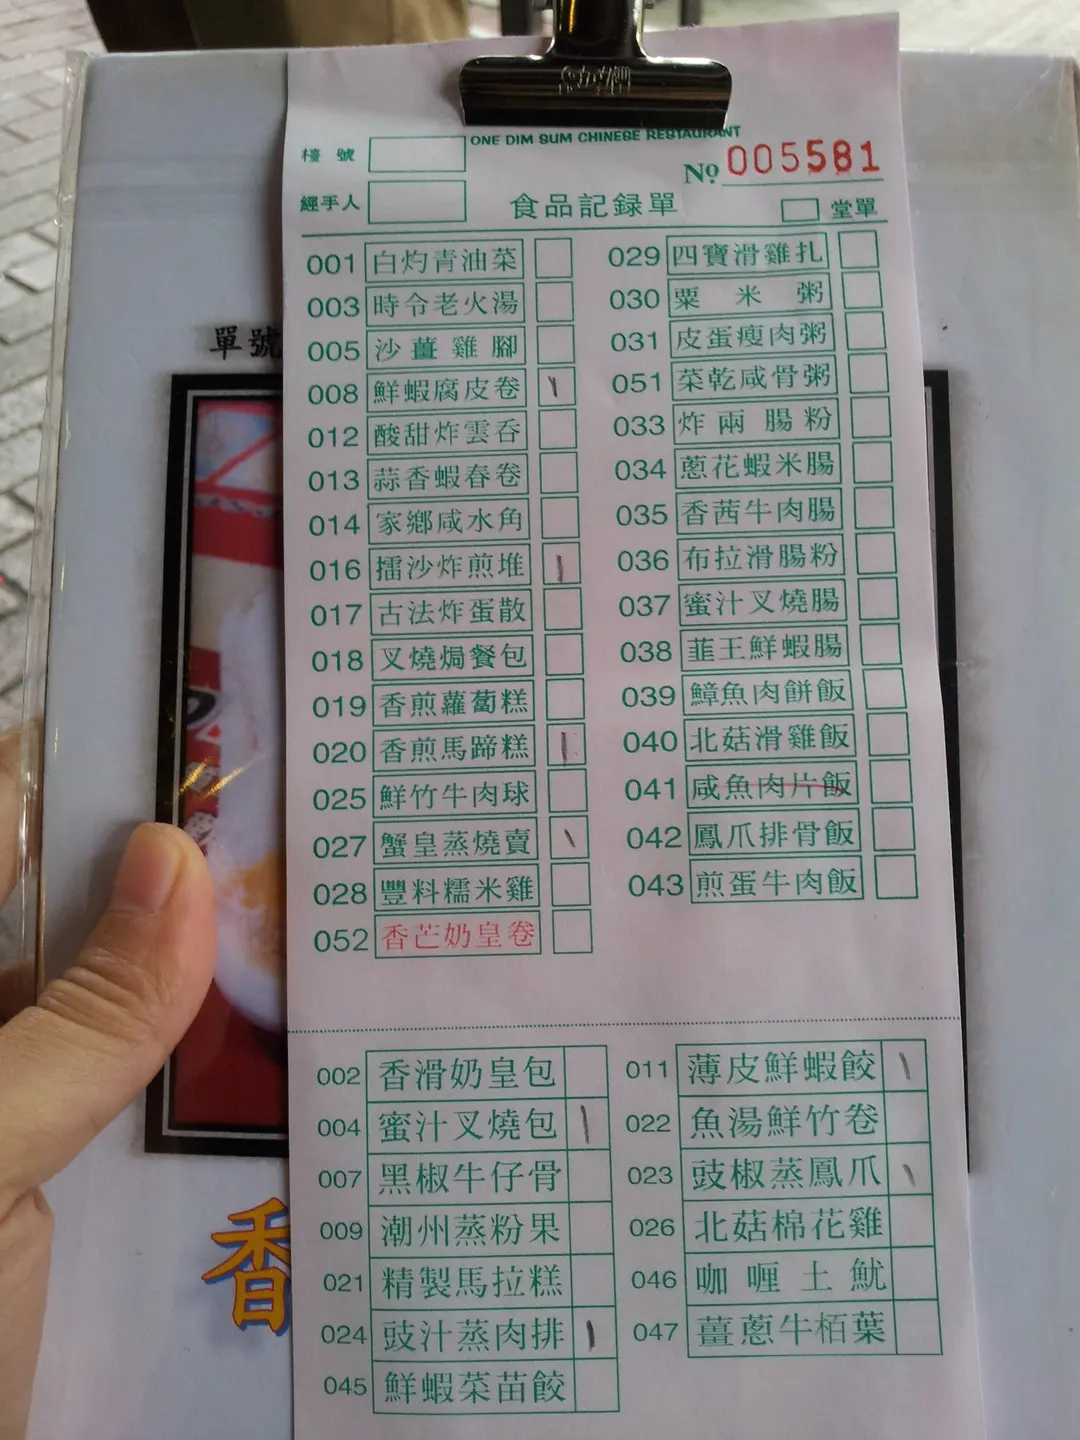 ONE DIM SUM CHINESE RESTAURANT
檯號
Nº 005581
經手人
食品記録單
堂單
001 白灼青油菜
003 時令老火湯
005 沙薑雞腳
008 鮮蝦腐皮卷
012 酸甜炸雲吞
013 蒜香蝦春卷
014 家鄉咸水角
016 擂沙炸煎堆
017 古法炸蛋散
018 叉燒焗餐包
019 香煎蘿蔔糕
020 香煎馬蹄糕
025 鮮竹牛肉球
027 蟹皇蒸燒賣
028 豐料糯米雞
052 香芒奶皇卷
029 四寶滑雞扎
030 粟米粥
031 皮蛋瘦肉粥
051 菜乾咸骨粥
033 炸兩腸粉
034 蔥花蝦米腸
035 香茜牛肉腸
036 布拉滑腸粉
037 蜜汁叉燒腸
038 韮王鮮蝦腸
039 鱆魚肉餅飯
040 北菇滑雞飯
041 咸魚肉片飯
042 鳳爪排骨飯
043 煎蛋牛肉飯
002 香滑奶皇包
004 蜜汁叉燒包
007 黑椒牛仔骨
009 潮州蒸粉果
021 精製馬拉糕
024 豉汁蒸肉排
045 鮮蝦菜苗餃
011 薄皮鮮蝦餃
022 魚湯鮮竹卷
023 豉椒蒸鳳爪
026 北菇棉花雞
046 咖喱土魷
047 薑蔥牛栢葉
單號
香